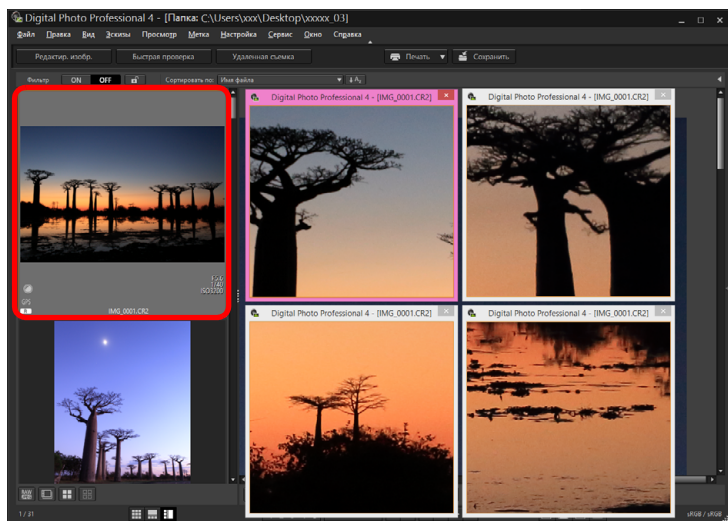 Digital Photo Professional 4 - [Папка: C:\Users\xxx\Desktop\xxxxx_03]
Файл Правка Вид Эскизы Просмотр Метка Настройка Сервис Окно Справка
Редактир. изобр. Быстрая проверка Удаленная съемка Печать Сохранить
Фильтр ON OFF Сортировать по: Имя файла
Digital Photo Professional 4 - [IMG_0001.CR2]
Digital Photo Professional 4 - [IMG_0001.CR2]
F5.6
1/40
ISO3200
GPS
R
IMG_0001.CR2
Digital Photo Professional 4 - [IMG_0001.CR2]
Digital Photo Professional 4 - [IMG_0001.CR2]
1 / 31
sRGB / sRGB